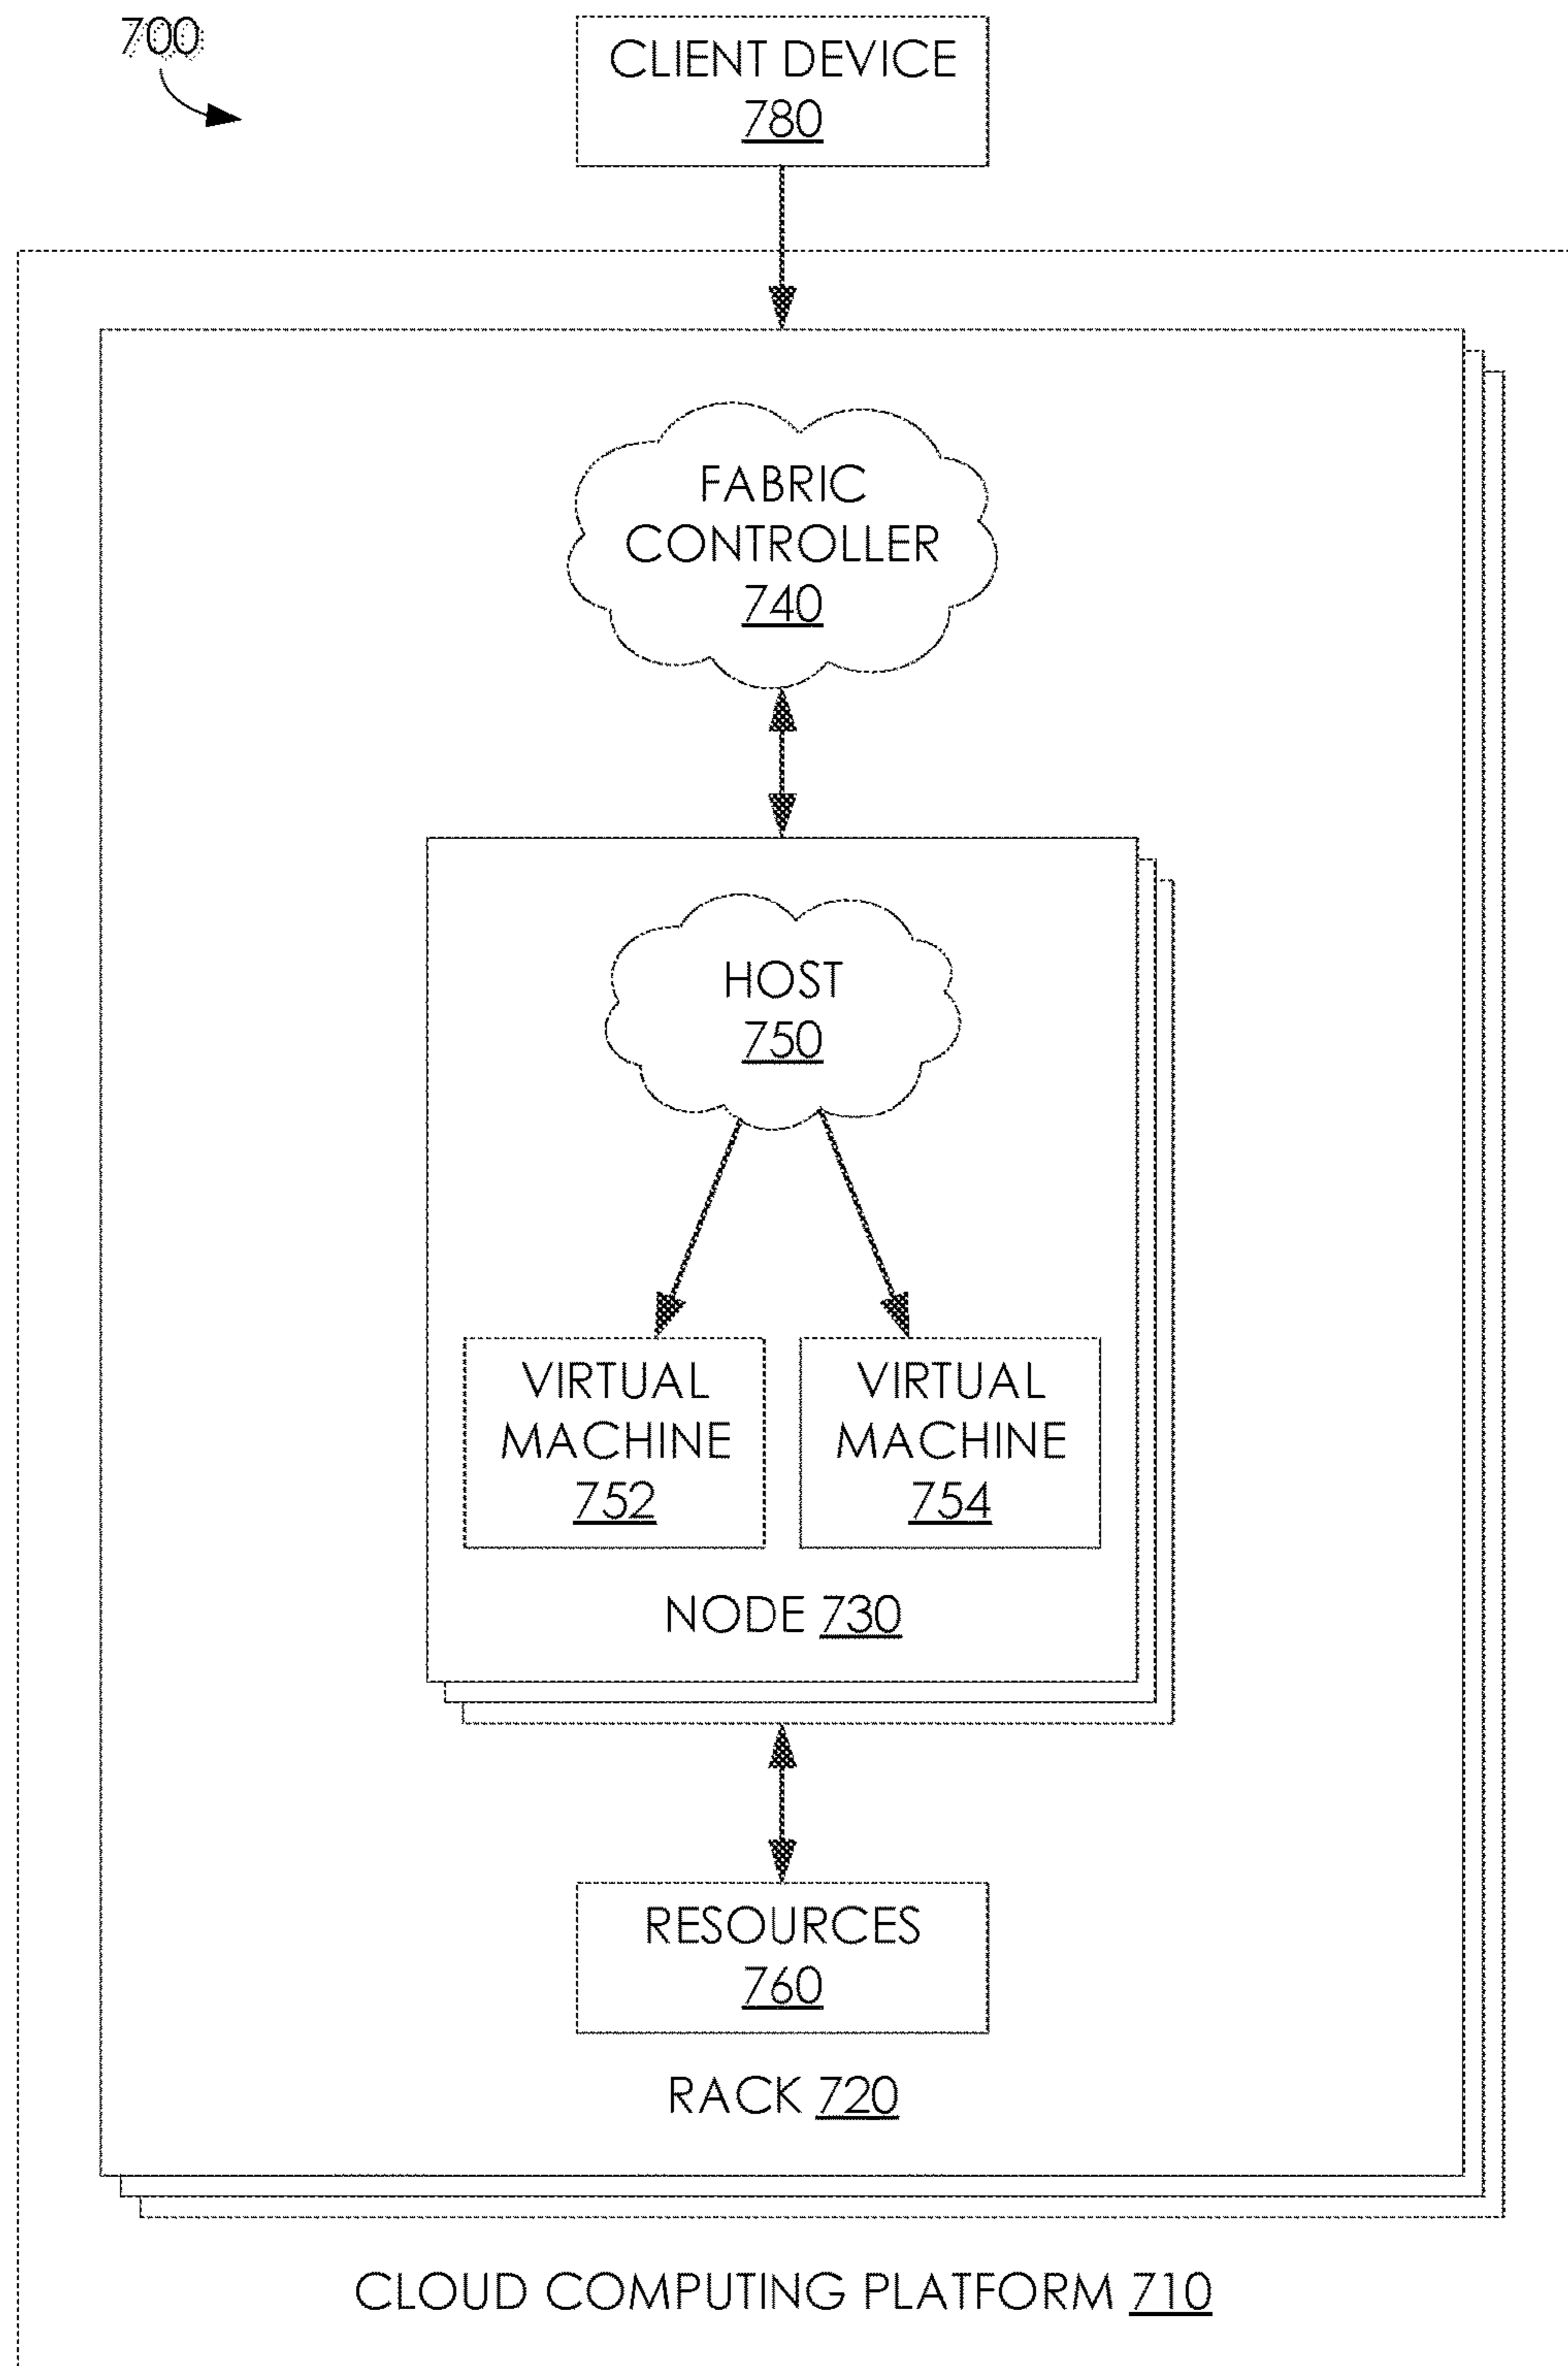 700
CLIENT DEVICE
780
FABRIC
CONTROLLER
740
HOST
750
VIRTUAL
MACHINE
752
VIRTUAL
MACHINE
754
NODE 730
RESOURCES
760
RACK 720
CLOUD COMPUTING PLATFORM 710